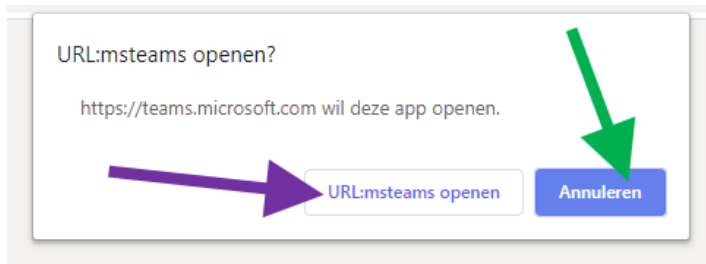 URL:msteams openen?
https://teams.microsoft.com wil deze app openen.
URL:msteams openen
Annuleren